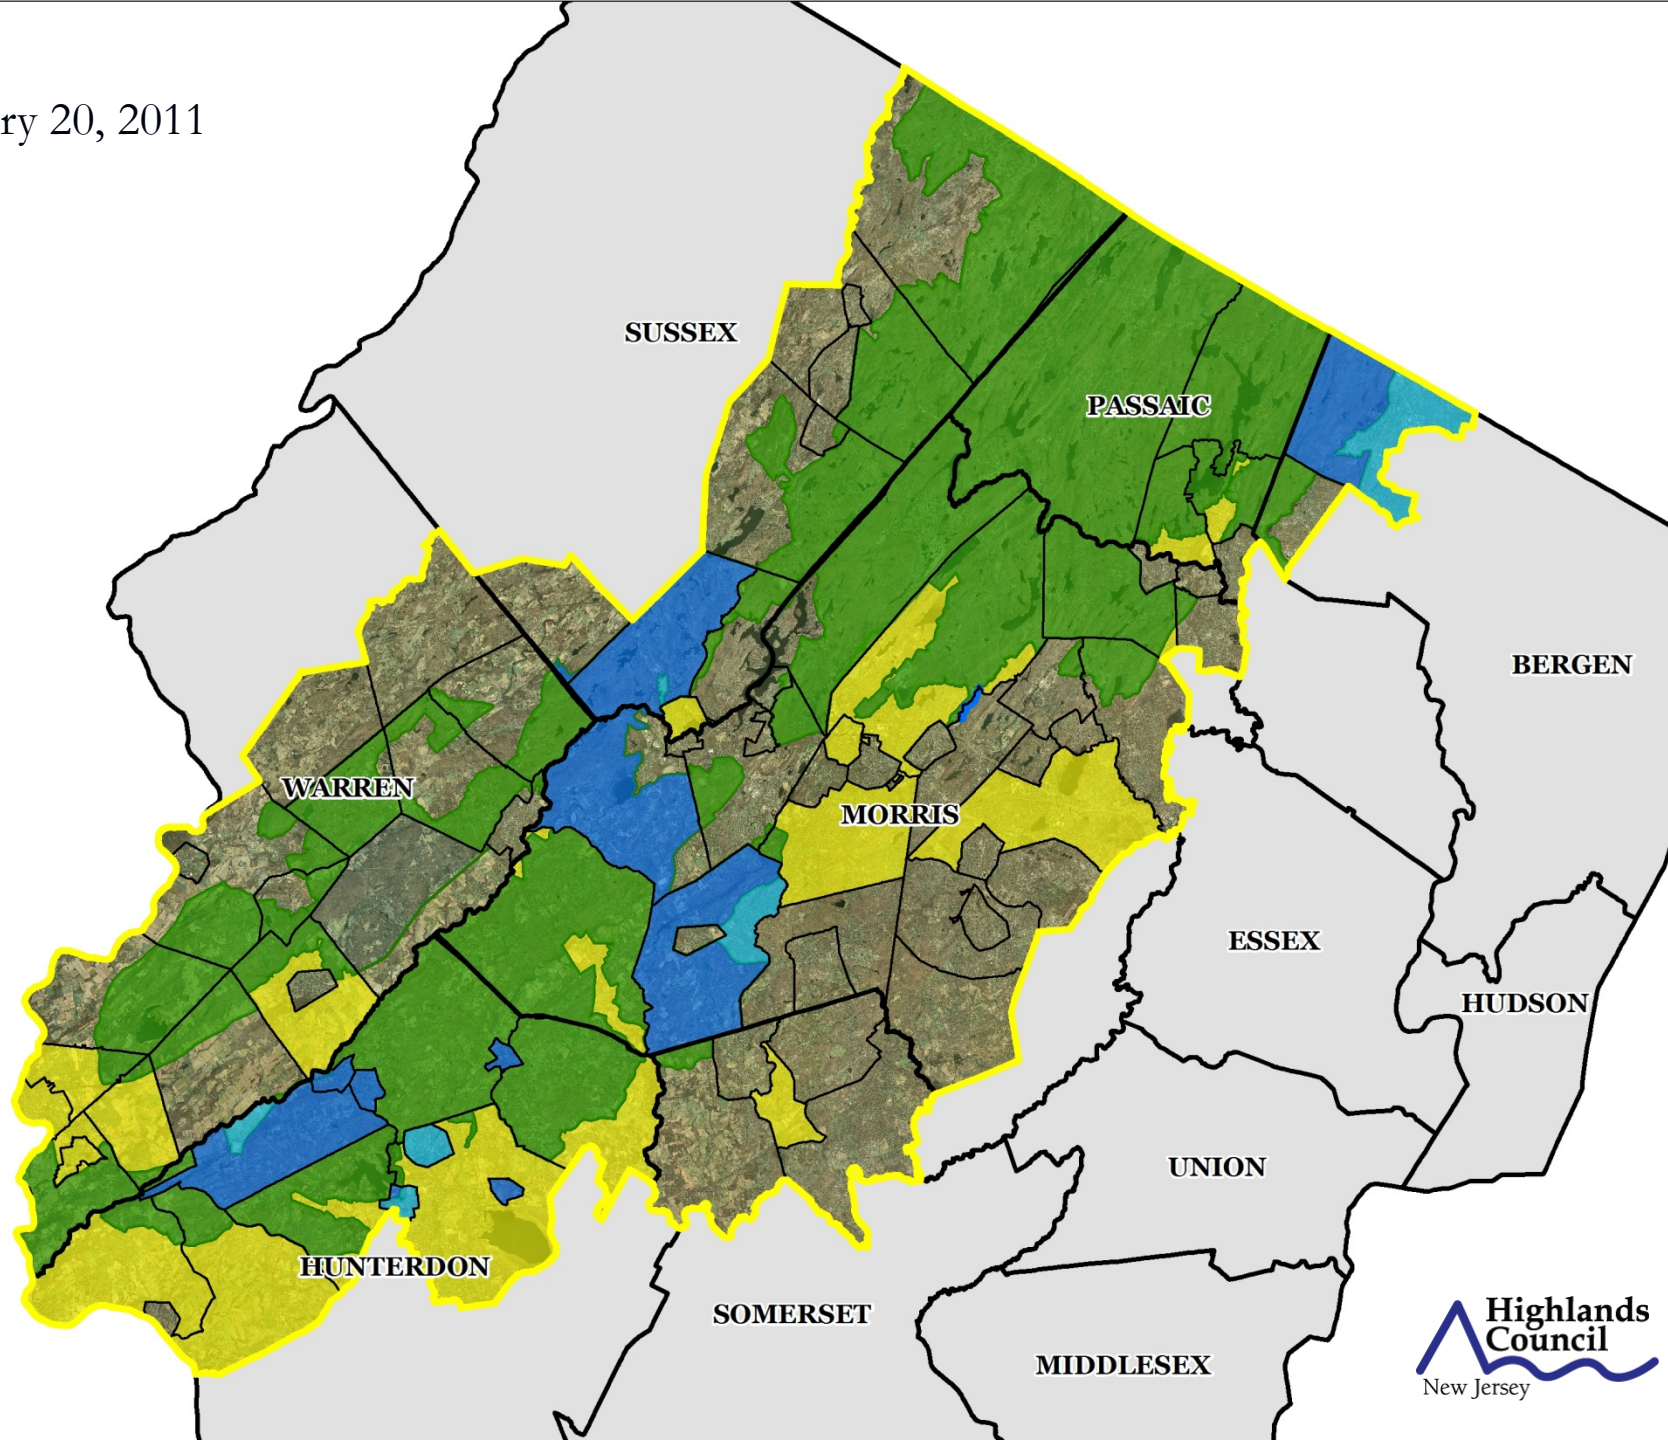 ry 20, 2011
SUSSEX
PASSAIC
BERGEN
WARREN
MORRIS
ESSEX
HUDSON
UNION
HUNTERDON
SOMERSET
MIDDLESEX
Highlands
Council
New Jersey